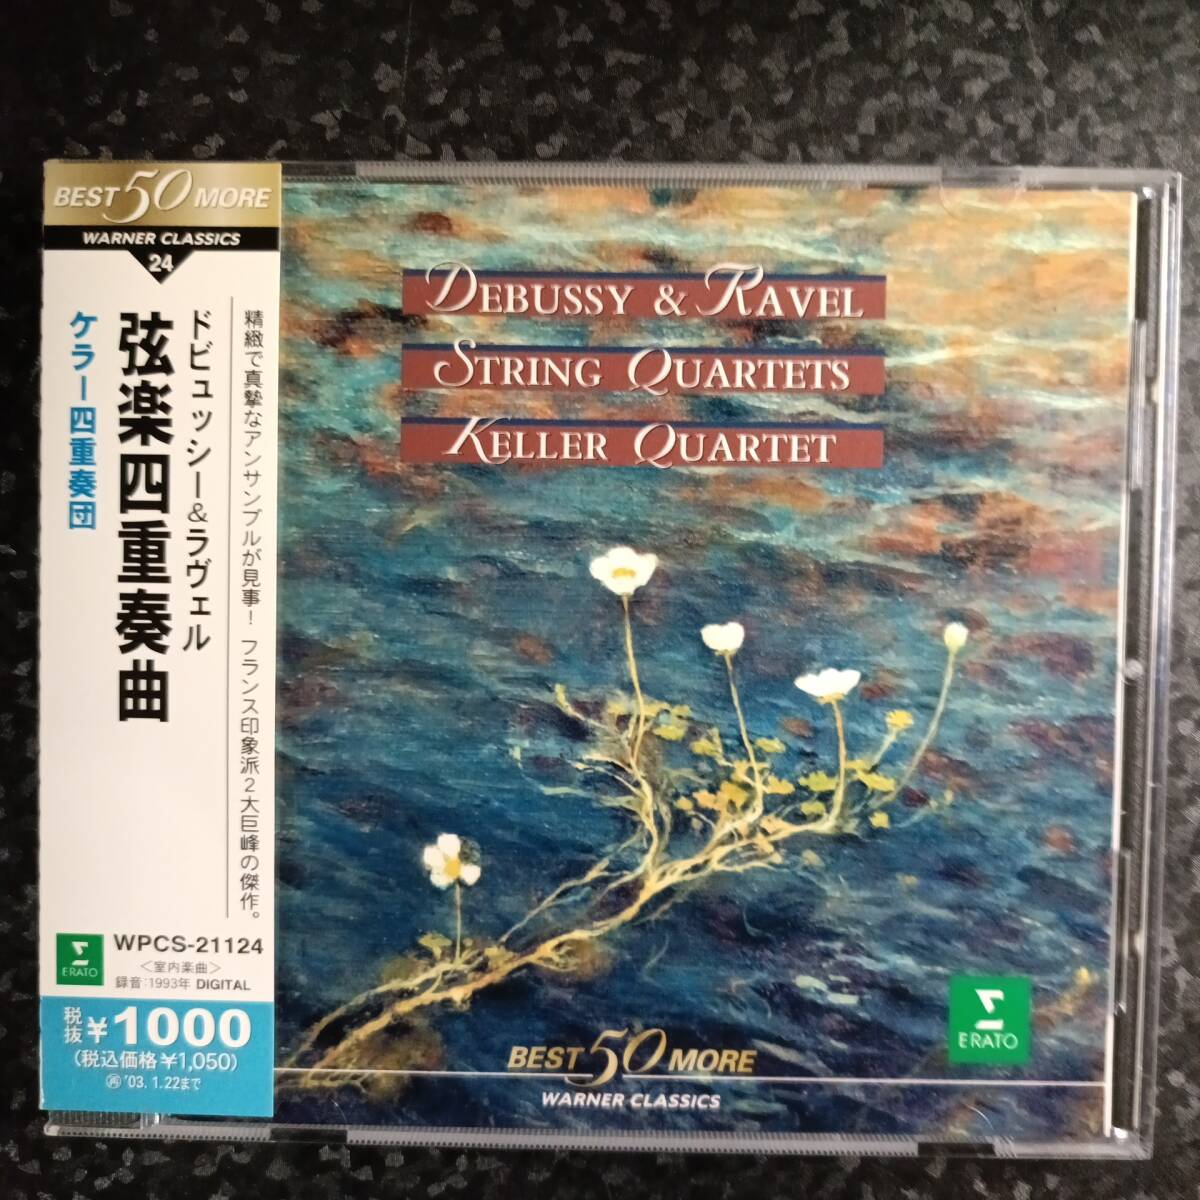 BEST 50 MORE
WARNER CLASSICS
24
精緻で真摯なアンサンブルが見事! フランス印象派2大巨峰の傑作。
ドビュッシー&ラヴェル
弦楽四重奏曲
ケラー四重奏団
Σ
ERATO
WPCS-21124
<室内楽曲>
録音:1993年 DIGITAL
税抜¥1000
(税込価格¥1,050)
㋐'03.1.22まで
DEBUSSY & RAVEL
STRING QUARTETS
KELLER QUARTET
Σ
ERATO
BEST 50 MORE
WARNER CLASSICS